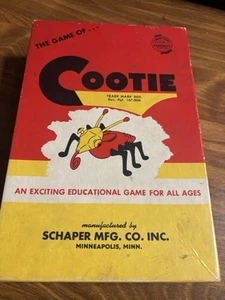 THE GAME OF...
COOTIE
TRADE MARK REG.
AN EXCITING EDUCATIONAL GAME FOR ALL AGES
manufactured by
SCHAPER MFG. CO. INC.
MINNEAPOLIS, MINN.